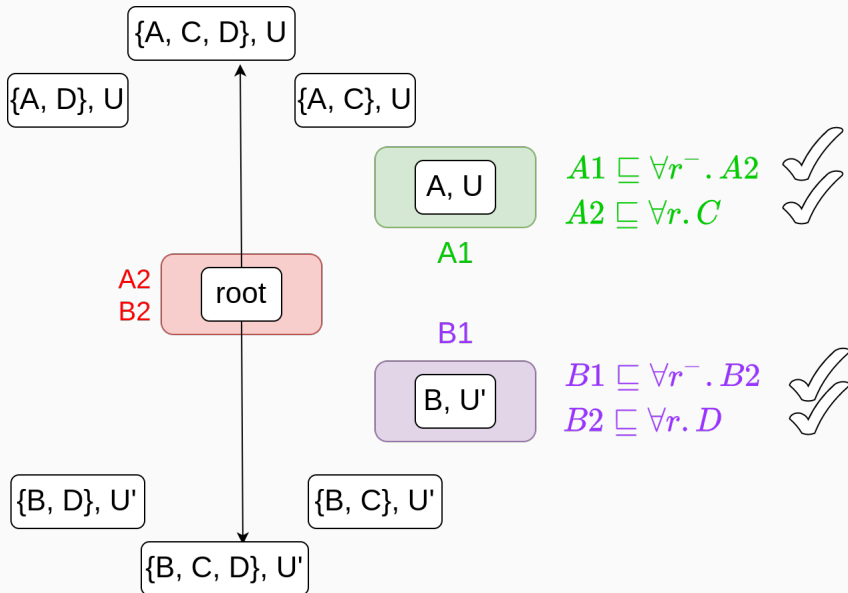 {A, C, D}, U
{A, D}, U
{A, C}, U
A, U
A1 ⊑ ∀r⁻. A2
A2 ⊑ ∀r. C
A1
A2
B2
root
B1
B, U'
B1 ⊑ ∀r⁻. B2
B2 ⊑ ∀r. D
{B, D}, U'
{B, C}, U'
{B, C, D}, U'